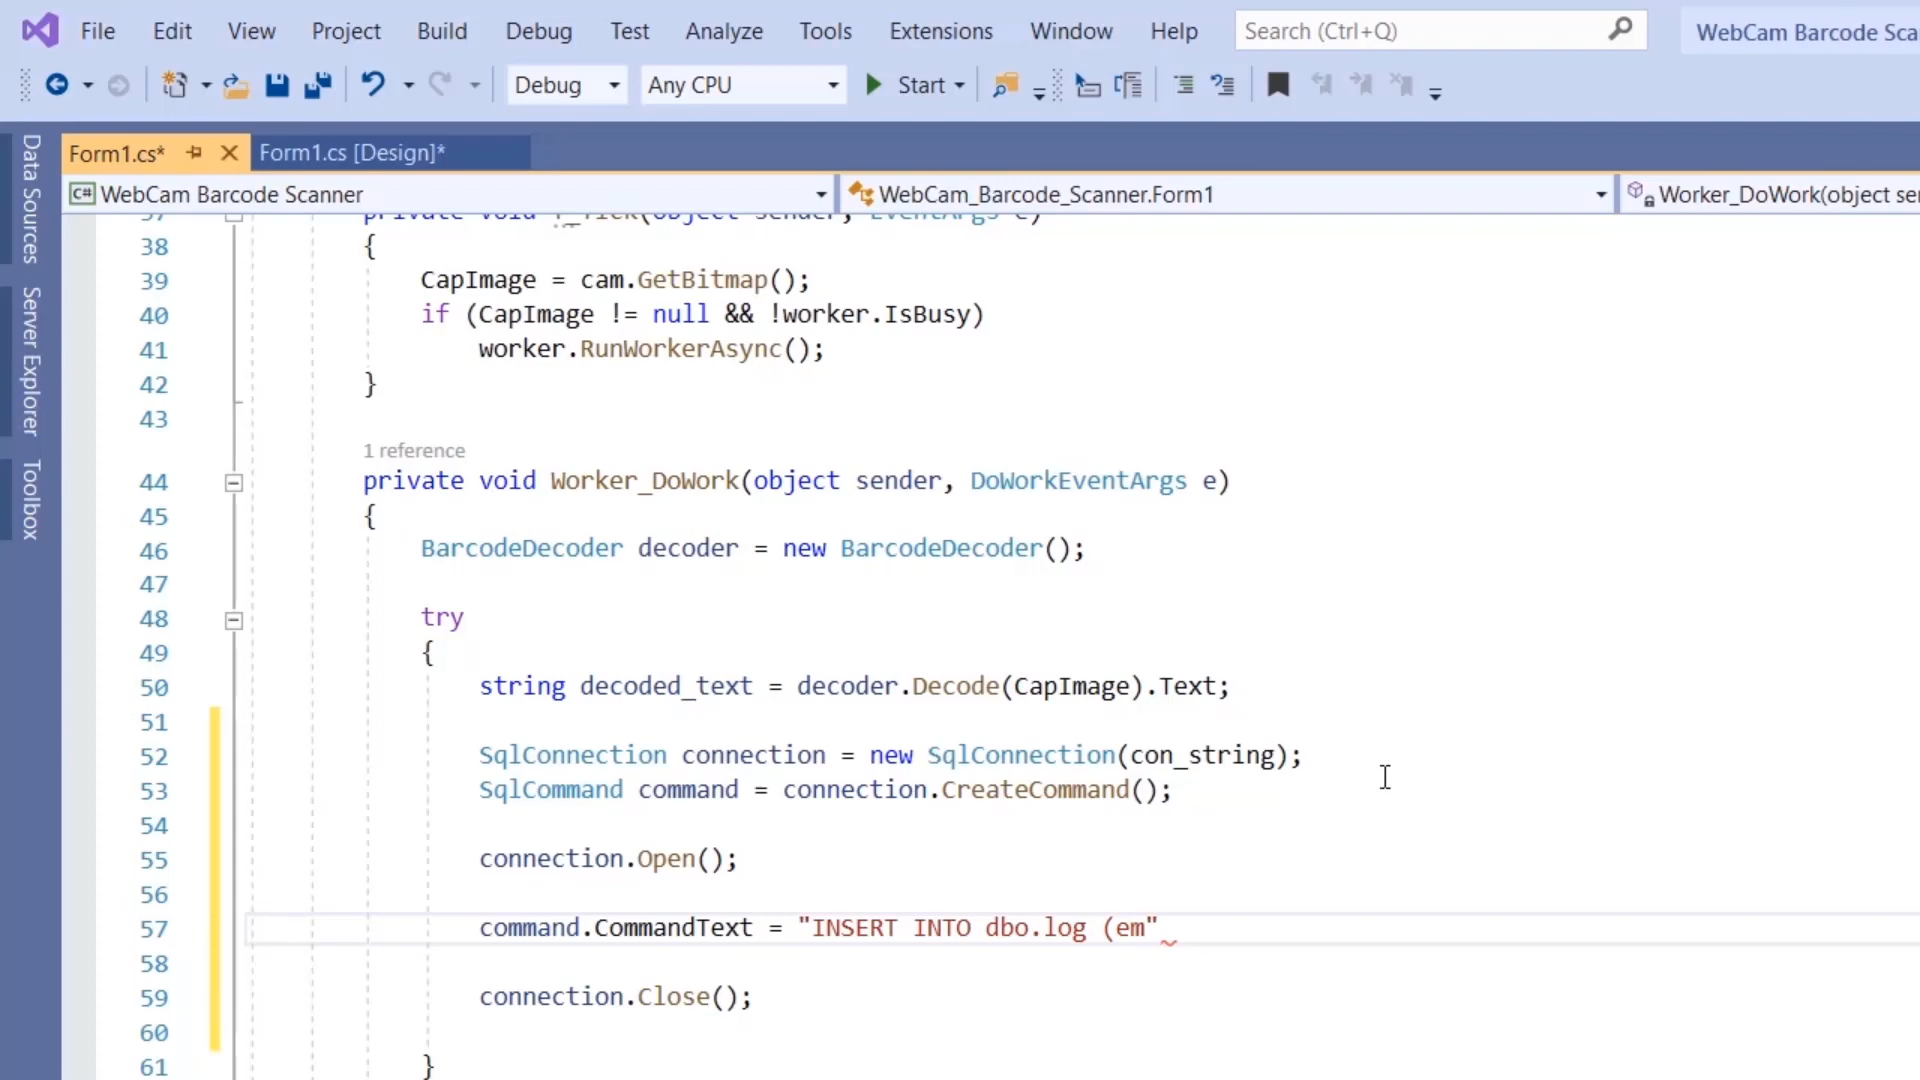 File Edit View Project Build Debug Test Analyze Tools Extensions Window Help Search (Ctrl+Q) WebCam Barcode Sca
Debug Any CPU Start
Data Sources
Server Explorer
Toolbox
Form1.cs* Form1.cs [Design]*
C# WebCam Barcode Scanner WebCam_Barcode_Scanner.Form1 Worker_DoWork(object ser
37 private void T_Tick(object sender, EventArgs e)
38 {
39 CapImage = cam.GetBitmap();
40 if (CapImage != null && !worker.IsBusy)
41 worker.RunWorkerAsync();
42 }
43
1 reference
44 private void Worker_DoWork(object sender, DoWorkEventArgs e)
45 {
46 BarcodeDecoder decoder = new BarcodeDecoder();
47
48 try
49 {
50 string decoded_text = decoder.Decode(CapImage).Text;
51
52 SqlConnection connection = new SqlConnection(con_string);
53 SqlCommand command = connection.CreateCommand();
54
55 connection.Open();
56
57 command.CommandText = "INSERT INTO dbo.log (em"
58
59 connection.Close();
60
61 }